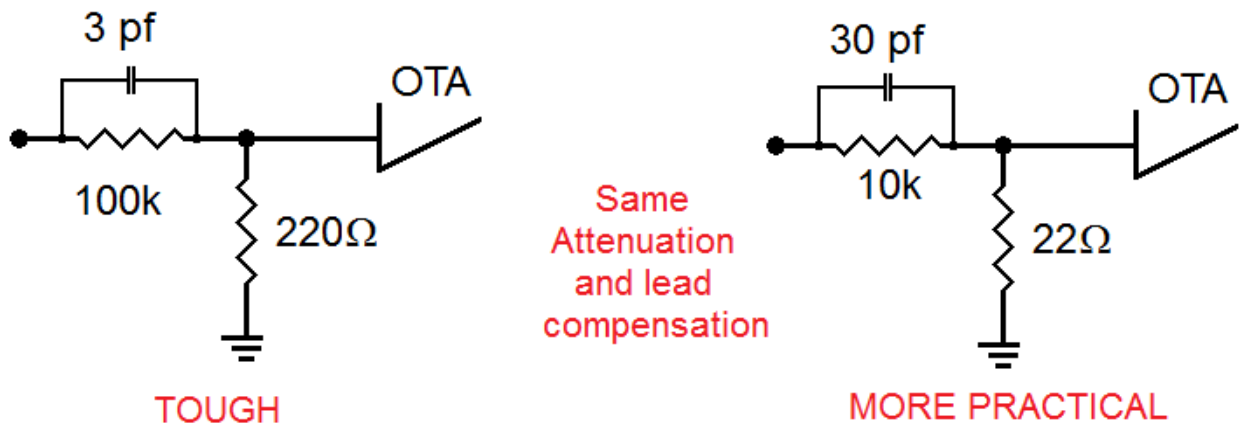 3 pf
OTA
100k
220Ω
TOUGH
Same
Attenuation
and lead
compensation
30 pf
OTA
10k
22Ω
MORE PRACTICAL